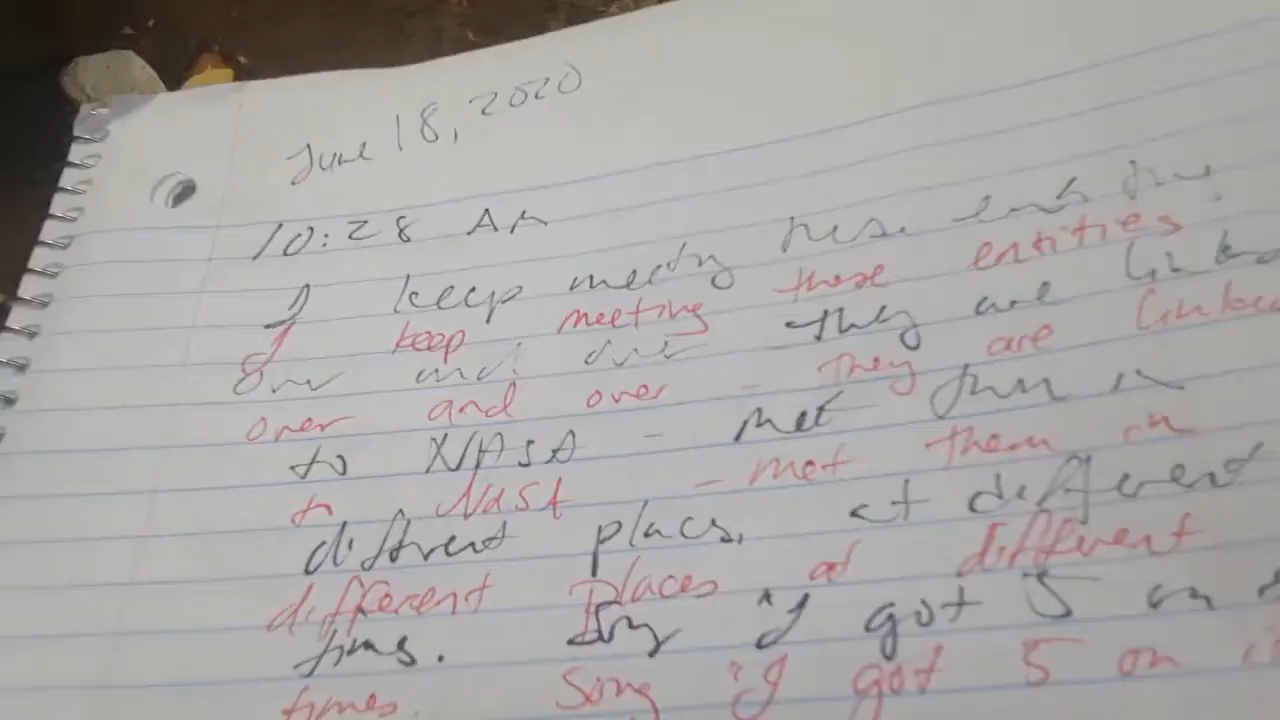 June 18, 2020
10:28 AM
I keep meeting these entities
I keep meeting these entities
over and over they are linked
over and over - they are linked
to NASA - met them in
to NASA - met them in
different places. at different
different Places at different
times. Song "I got 5 on
times. Song "I got 5 on it